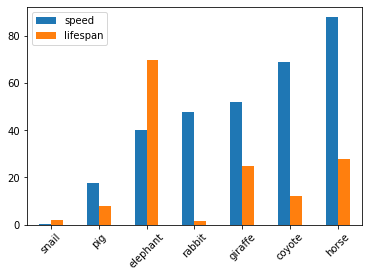 speed
lifespan
80
60
40
20
0
snail
pig
elephant
rabbit
giraffe
coyote
horse